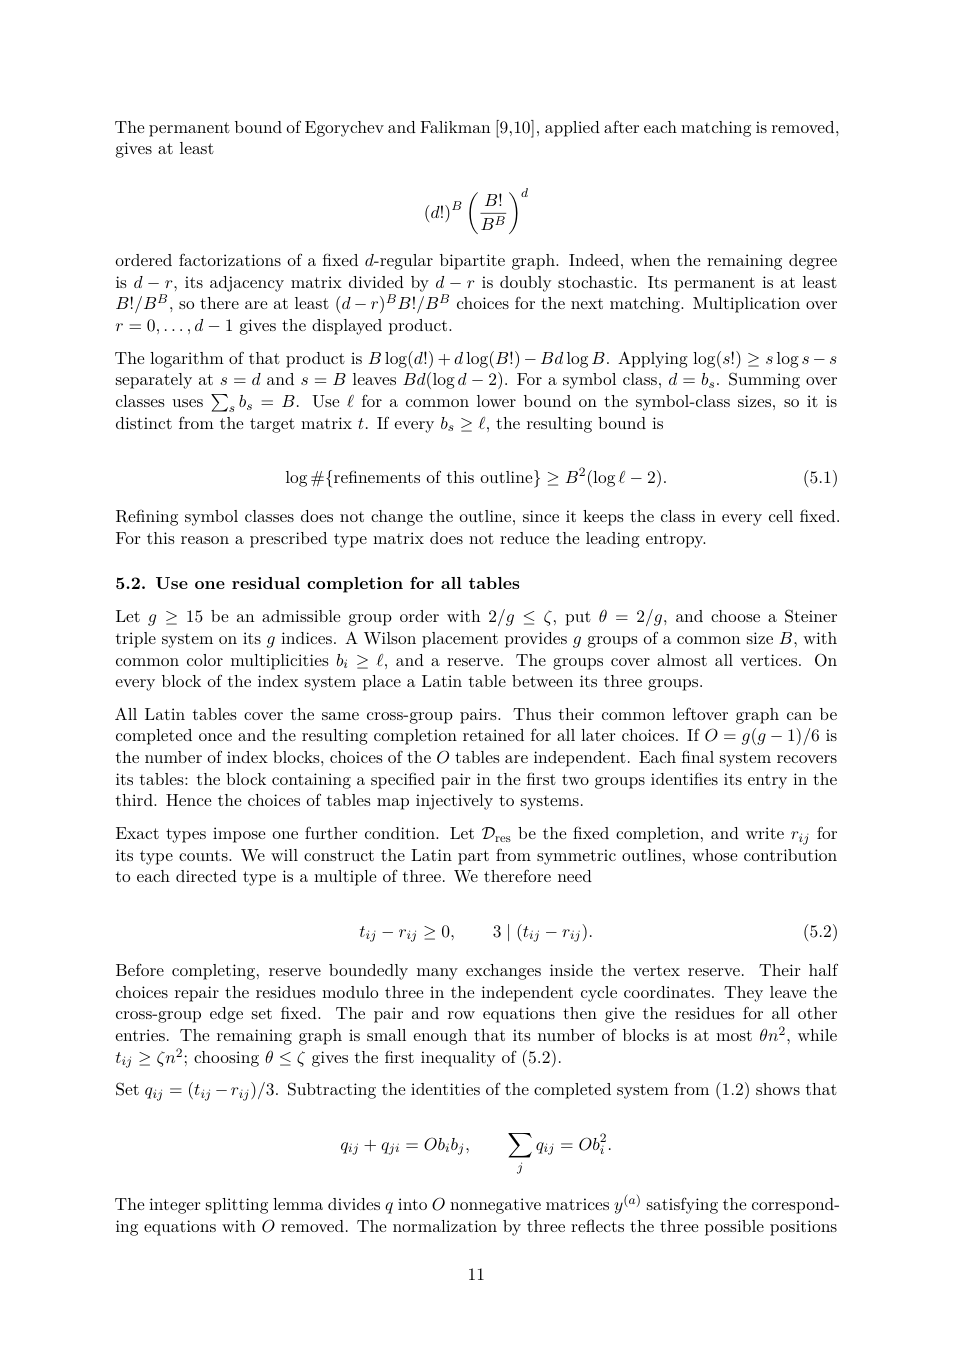 The permanent bound of Egorychev and Falikman [9,10], applied after each matching is removed,
gives at least
(d!)^B (B!/B^B)^d
ordered factorizations of a fixed d-regular bipartite graph. Indeed, when the remaining degree
is d − r, its adjacency matrix divided by d − r is doubly stochastic. Its permanent is at least
B!/B^B, so there are at least (d − r)^B B!/B^B choices for the next matching. Multiplication over
r = 0, . . . , d − 1 gives the displayed product.
The logarithm of that product is B log(d!) + d log(B!) − Bd log B. Applying log(s!) ≥ s log s − s
separately at s = d and s = B leaves Bd(log d − 2). For a symbol class, d = b_s. Summing over
classes uses ∑_s b_s = B. Use ℓ for a common lower bound on the symbol-class sizes, so it is
distinct from the target matrix t. If every b_s ≥ ℓ, the resulting bound is
log #{refinements of this outline} ≥ B²(log ℓ − 2). (5.1)
Refining symbol classes does not change the outline, since it keeps the class in every cell fixed.
For this reason a prescribed type matrix does not reduce the leading entropy.
5.2. Use one residual completion for all tables
Let g ≥ 15 be an admissible group order with 2/g ≤ ζ, put θ = 2/g, and choose a Steiner
triple system on its g indices. A Wilson placement provides g groups of a common size B, with
common color multiplicities b_i ≥ ℓ, and a reserve. The groups cover almost all vertices. On
every block of the index system place a Latin table between its three groups.
All Latin tables cover the same cross-group pairs. Thus their common leftover graph can be
completed once and the resulting completion retained for all later choices. If O = g(g − 1)/6 is
the number of index blocks, choices of the O tables are independent. Each final system recovers
its tables: the block containing a specified pair in the first two groups identifies its entry in the
third. Hence the choices of tables map injectively to systems.
Exact types impose one further condition. Let 𝒟_res be the fixed completion, and write r_ij for
its type counts. We will construct the Latin part from symmetric outlines, whose contribution
to each directed type is a multiple of three. We therefore need
t_ij − r_ij ≥ 0, 3 | (t_ij − r_ij). (5.2)
Before completing, reserve boundedly many exchanges inside the vertex reserve. Their half
choices repair the residues modulo three in the independent cycle coordinates. They leave the
cross-group edge set fixed. The pair and row equations then give the residues for all other
entries. The remaining graph is small enough that its number of blocks is at most θn², while
t_ij ≥ ζn²; choosing θ ≤ ζ gives the first inequality of (5.2).
Set q_ij = (t_ij − r_ij)/3. Subtracting the identities of the completed system from (1.2) shows that
q_ij + q_ji = Ob_i b_j, ∑_j q_ij = Ob_i².
The integer splitting lemma divides q into O nonnegative matrices y^(a) satisfying the correspond-
ing equations with O removed. The normalization by three reflects the three possible positions
11